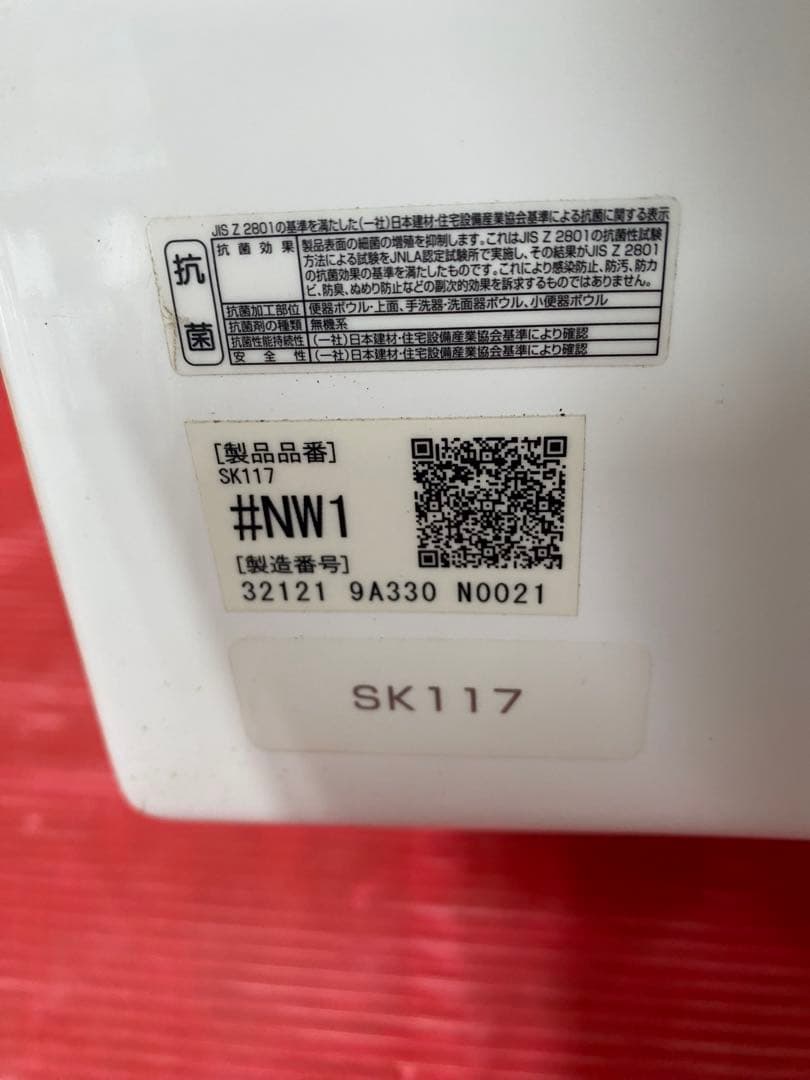 JIS Z 2801の基準を満たした(一社)日本建材･住宅設備産業協会基準による抗菌に関する表示
抗菌
抗菌効果 製品表面の細菌の増殖を抑制します。これはJIS Z 2801の抗菌性試験
方法による試験をJNLA認定試験所で実施し、その結果がJIS Z 2801
の抗菌効果の基準を満たしたものです。これにより感染防止、防汚、防カ
ビ、防臭、ぬめり防止などの副次的効果を訴求するものではありません。
抗菌加工部位 便器ボウル･上面、手洗器･洗面器ボウル、小便器ボウル
抗菌剤の種類 無機系
抗菌性能持続性 (一社)日本建材･住宅設備産業協会基準により確認
安全性 (一社)日本建材･住宅設備産業協会基準により確認
[製品品番]
SK117
#NW1
[製造番号]
32121 9A330 N0021
SK117